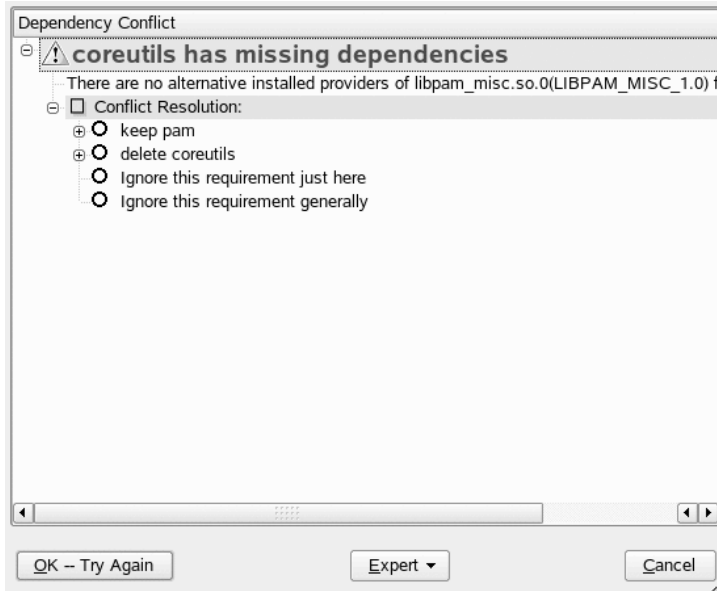 Dependency Conflict
coreutils has missing dependencies
There are no alternative installed providers of libpam_misc.so.0(LIBPAM_MISC_1.0) f
Conflict Resolution:
keep pam
delete coreutils
Ignore this requirement just here
Ignore this requirement generally
OK -- Try Again
Expert
Cancel